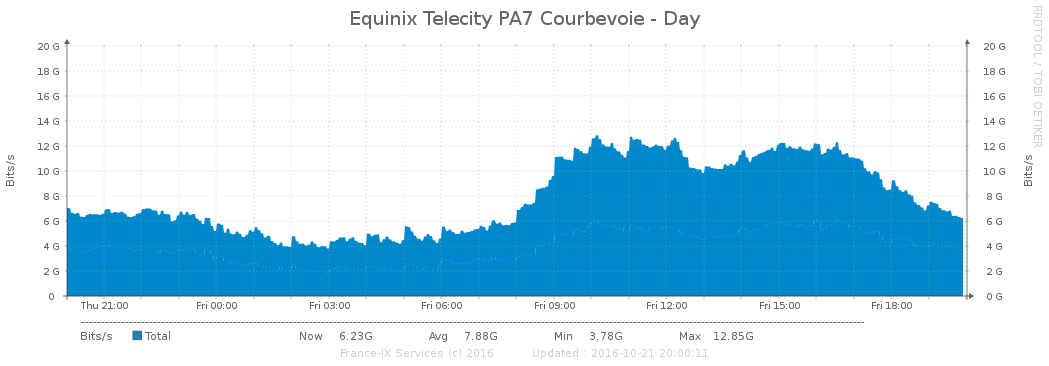 Equinix Telecity PA7 Courbevoie - Day
RRDTOOL / TOBI OETIKER
20 G 20 G
18 G 18 G
16 G 16 G
14 G 14 G
12 G 12 G
10 G 10 G
8 G 8 G
6 G 6 G
4 G 4 G
2 G 2 G
0 0 G
Bits/s
Bits/s
Thu 21:00 Fri 00:00 Fri 03:00 Fri 06:00 Fri 09:00 Fri 12:00 Fri 15:00 Fri 18:00
Bits/s Total Now 6.23G Avg 7.88G Min 3.78G Max 12.85G
France-IX Services (c) 2016 Updated : 2016-10-21 20:00:11